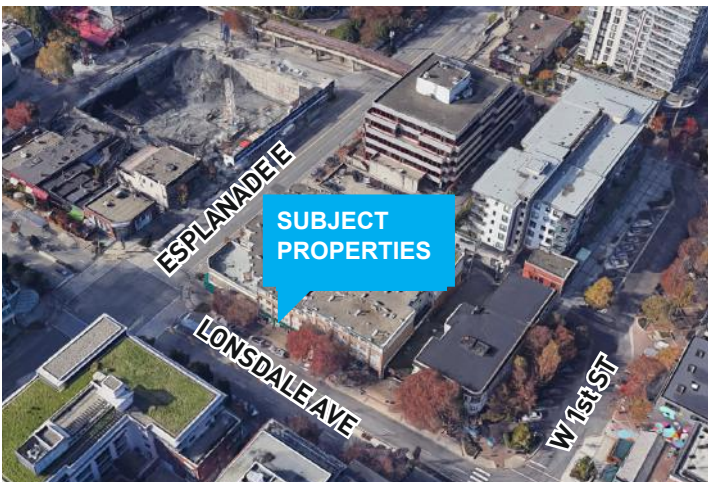 ESPLANADE E
SUBJECT
PROPERTIES
LONSDALE AVE
W 1st ST